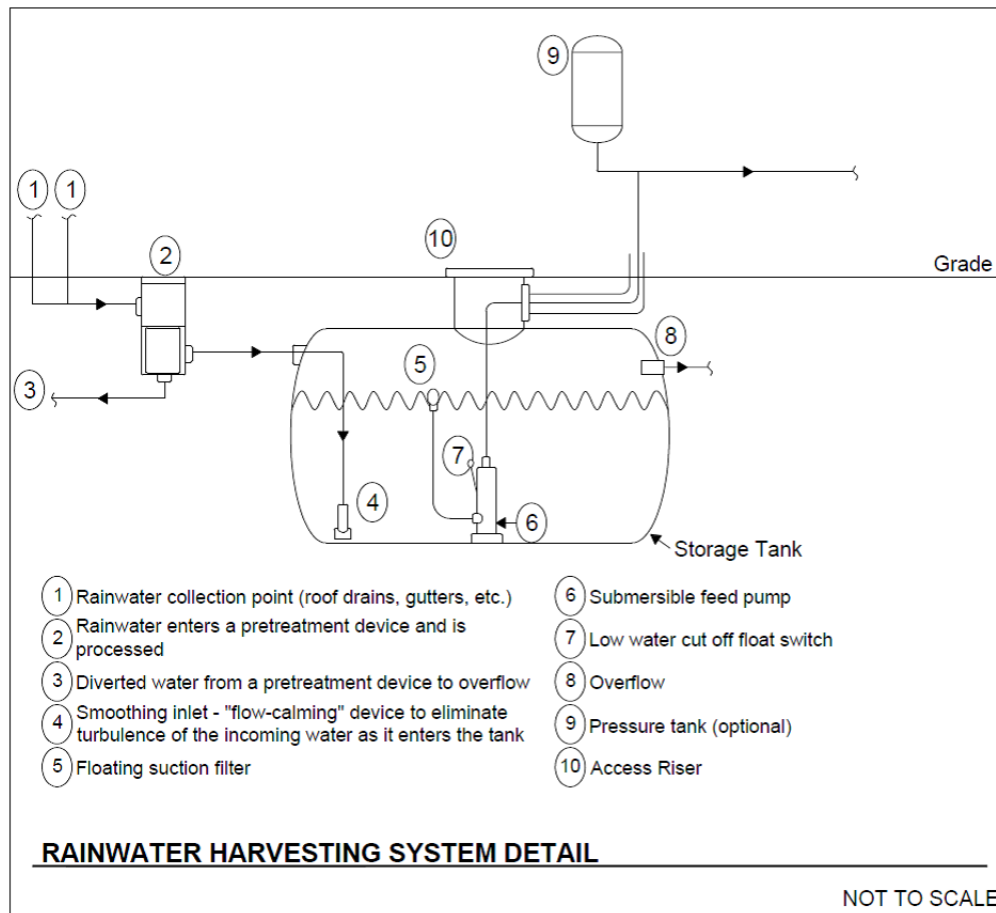 9
1 1
10
2
Grade
8
5
3
7
4
6
Storage Tank
1 Rainwater collection point (roof drains, gutters, etc.)
2 Rainwater enters a pretreatment device and is
processed
3 Diverted water from a pretreatment device to overflow
4 Smoothing inlet - "flow-calming" device to eliminate
turbulence of the incoming water as it enters the tank
5 Floating suction filter
6 Submersible feed pump
7 Low water cut off float switch
8 Overflow
9 Pressure tank (optional)
10 Access Riser
RAINWATER HARVESTING SYSTEM DETAIL
NOT TO SCALE